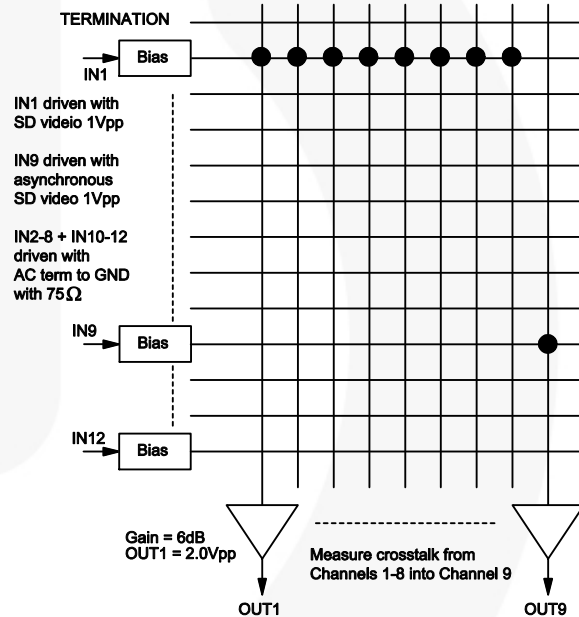 TERMINATION
Bias
IN1
IN1 driven with
SD videio 1Vpp
IN9 driven with
asynchronous
SD video 1Vpp
IN2-8 + IN10-12
driven with
AC term to GND
with 75Ω
IN9
Bias
IN12
Bias
Gain = 6dB
OUT1 = 2.0Vpp
Measure crosstalk from
Channels 1-8 into Channel 9
OUT1
OUT9